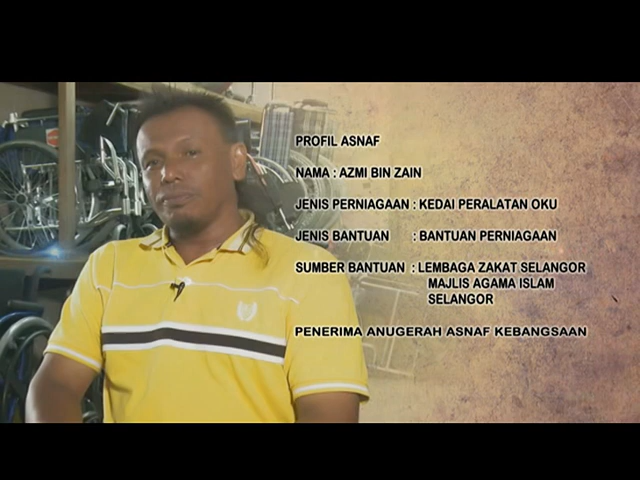 PROFIL ASNAF
NAMA : AZMI BIN ZAIN
JENIS PERNIAGAAN : KEDAI PERALATAN OKU
JENIS BANTUAN : BANTUAN PERNIAGAAN
SUMBER BANTUAN : LEMBAGA ZAKAT SELANGOR
MAJLIS AGAMA ISLAM
SELANGOR
PENERIMA ANUGERAH ASNAF KEBANGSAAN